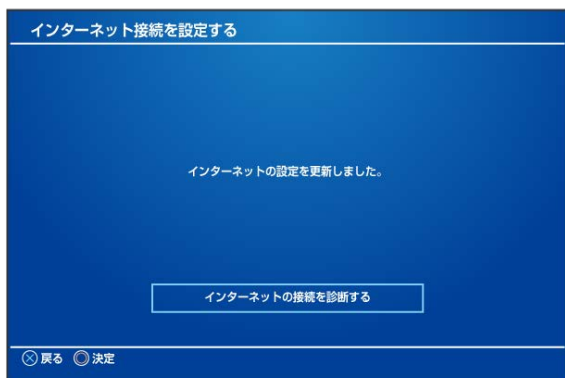 インターネット接続を設定する
インターネットの設定を更新しました。
インターネットの接続を診断する
戻る 決定